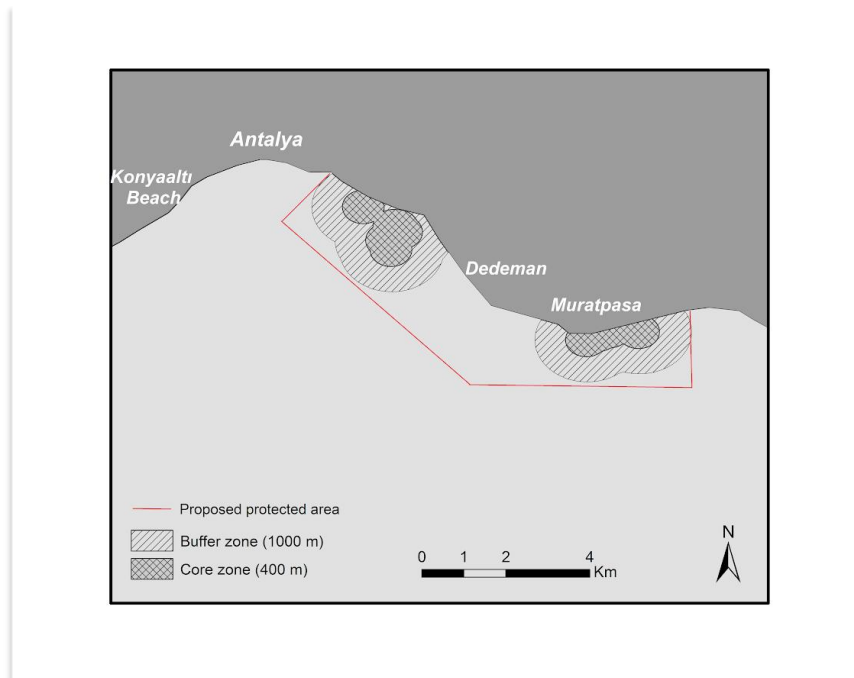 Antalya
Konyaaltı
Beach
Dedeman
Muratpasa
Proposed protected area
Buffer zone (1000 m)
Core zone (400 m)
0 1 2 4
Km
N